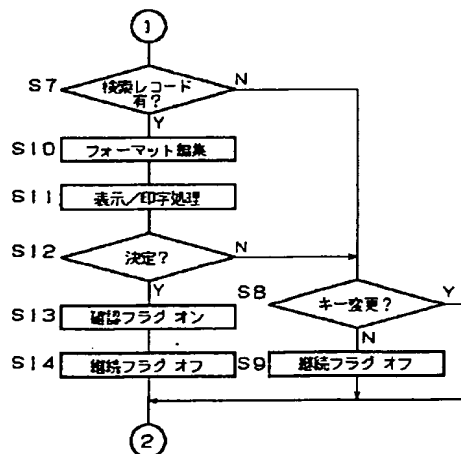 1
S7
検索レコード
有?
N
Y
S10
フォーマット編集
S11
表示／印字処理
S12
決定?
N
Y
S8
キー変更?
Y
N
S13
確認フラグ オン
S14
継続フラグ オフ
S9
継続フラグ オフ
2